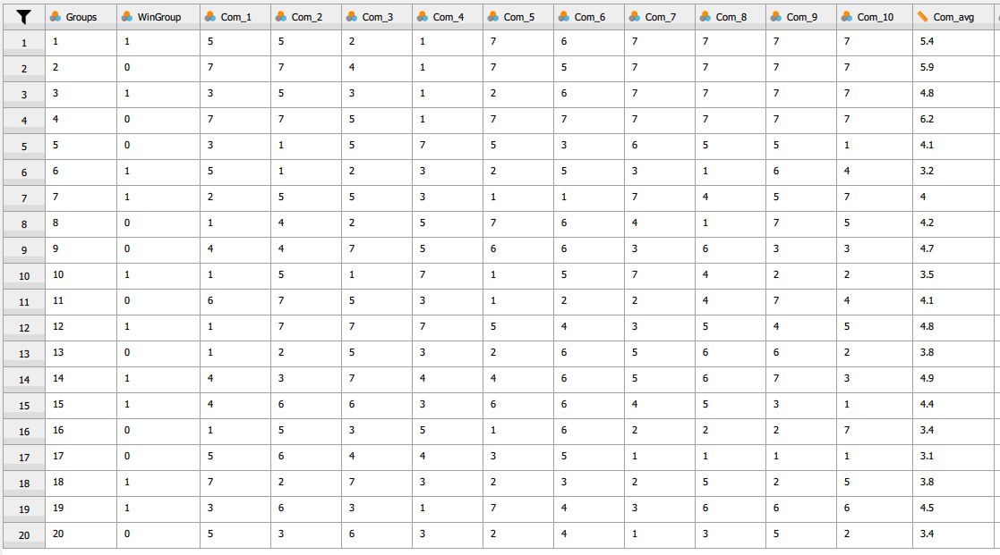 Groups WinGroup Com_1 Com_2 Com_3 Com_4 Com_5 Com_6 Com_7 Com_8 Com_9 Com_10 Com_avg
1 1 1 5 5 2 1 7 6 7 7 7 7 5.4
2 2 0 7 7 4 1 7 5 7 7 7 7 5.9
3 3 1 3 5 3 1 2 6 7 7 7 7 4.8
4 4 0 7 7 5 1 7 7 7 7 7 7 6.2
5 5 0 3 1 5 7 5 3 6 5 5 1 4.1
6 6 1 5 1 2 3 2 5 3 1 6 4 3.2
7 7 1 2 5 5 3 1 1 7 4 5 7 4
8 8 0 1 4 2 5 7 6 4 1 7 5 4.2
9 9 0 4 4 7 5 6 6 3 6 3 3 4.7
10 10 1 1 5 1 7 1 5 7 4 2 2 3.5
11 11 0 6 7 5 3 1 2 2 4 7 4 4.1
12 12 1 1 7 7 7 5 4 3 5 4 5 4.8
13 13 0 1 2 5 3 2 6 5 6 6 2 3.8
14 14 1 4 3 7 4 4 6 5 6 7 3 4.9
15 15 1 4 6 6 3 6 6 4 5 3 1 4.4
16 16 0 1 5 3 5 1 6 2 2 2 7 3.4
17 17 0 5 6 4 4 3 5 1 1 1 1 3.1
18 18 1 7 2 7 3 2 3 2 5 2 5 3.8
19 19 1 3 6 3 1 7 4 3 6 6 6 4.5
20 20 0 5 3 6 3 2 4 1 3 5 2 3.4